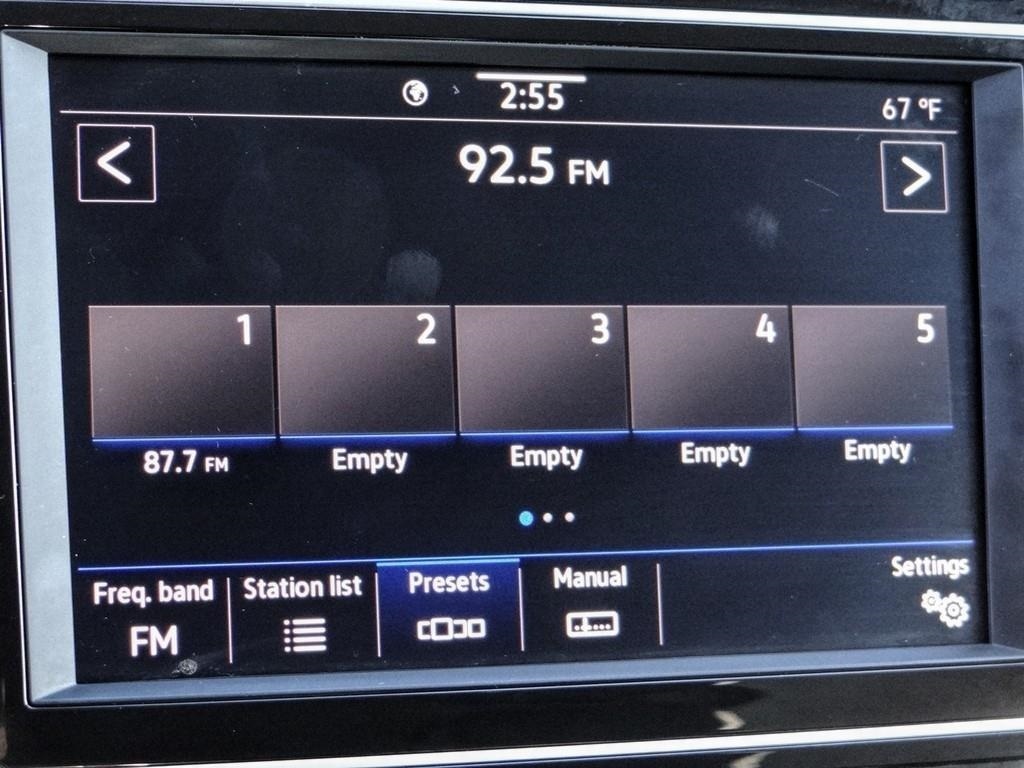 2:55
67 °F
92.5 FM
1 2 3 4 5
87.7 FM Empty Empty Empty Empty
Freq. band Station list Presets Manual Settings
FM